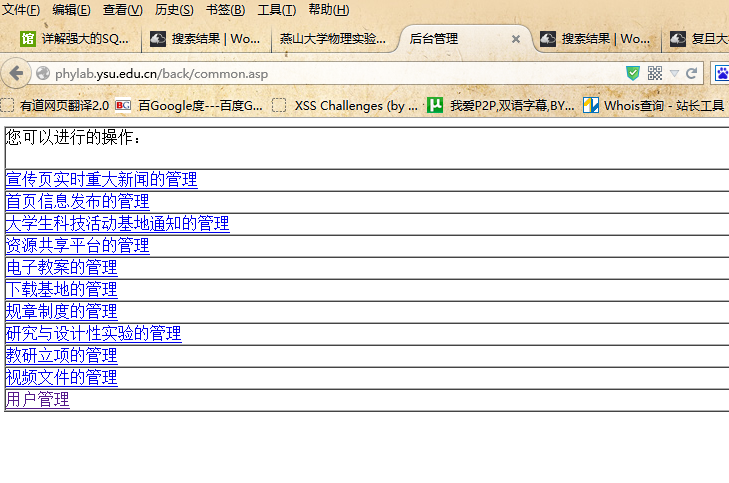 文件(F) 编辑(E) 查看(V) 历史(S) 书签(B) 工具(T) 帮助(H)
详解强大的SQ... 搜索结果 | Wo... 燕山大学物理实验... 后台管理 搜索结果 | Wo... 复旦大
phylab.ysu.edu.cn/back/common.asp
有道网页翻译2.0 百Google度---百度G... XSS Challenges (by ... 我爱P2P,双语字幕,BY... Whois查询 - 站长工具
您可以进行的操作：
宣传页实时重大新闻的管理
首页信息发布的管理
大学生科技活动基地通知的管理
资源共享平台的管理
电子教案的管理
下载基地的管理
规章制度的管理
研究与设计性实验的管理
教研立项的管理
视频文件的管理
用户管理